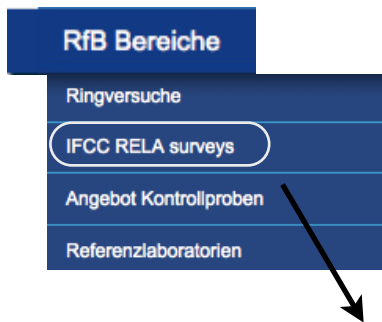 RfB Bereiche
Ringversuche
IFCC RELA surveys
Angebot Kontrollproben
Referenzlaboratorien